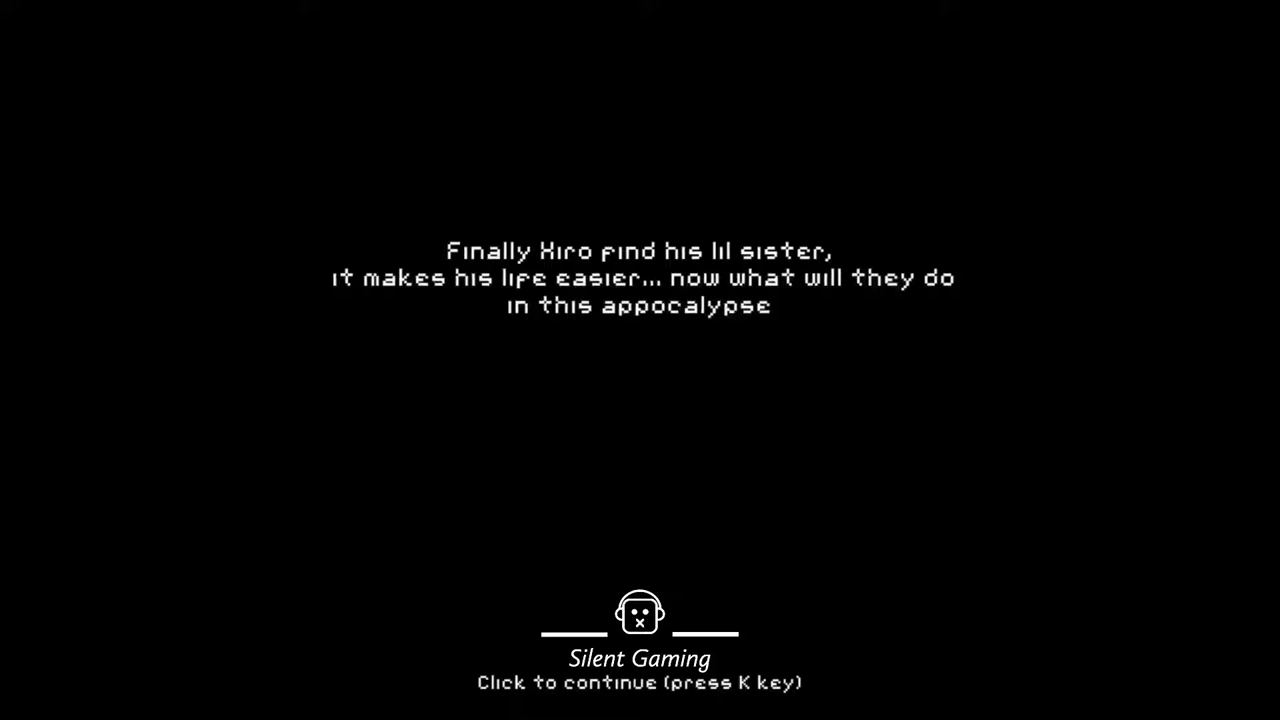 Finally Xiro find his lil sister,
it makes his life easier... now what will they do
in this appocalypse
Silent Gaming
Click to continue (press K key)